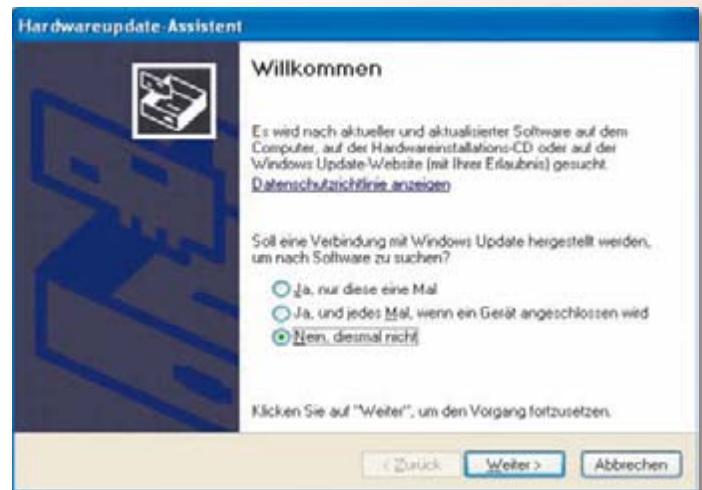 Hardwareupdate-Assistent
Willkommen
Es wird nach aktueller und aktualisierter Software auf dem
Computer, auf der Hardwareinstallations-CD oder auf der
Windows Update-Website (mit Ihrer Erlaubnis) gesucht.
Datenschutzrichtlinie anzeigen
Soll eine Verbindung mit Windows Update hergestellt werden,
um nach Software zu suchen?
Ja, nur diese eine Mal
Ja, und jedes Mal, wenn ein Gerät angeschlossen wird
Nein, diesmal nicht
Klicken Sie auf "Weiter", um den Vorgang fortzusetzen.
< Zurück Weiter > Abbrechen